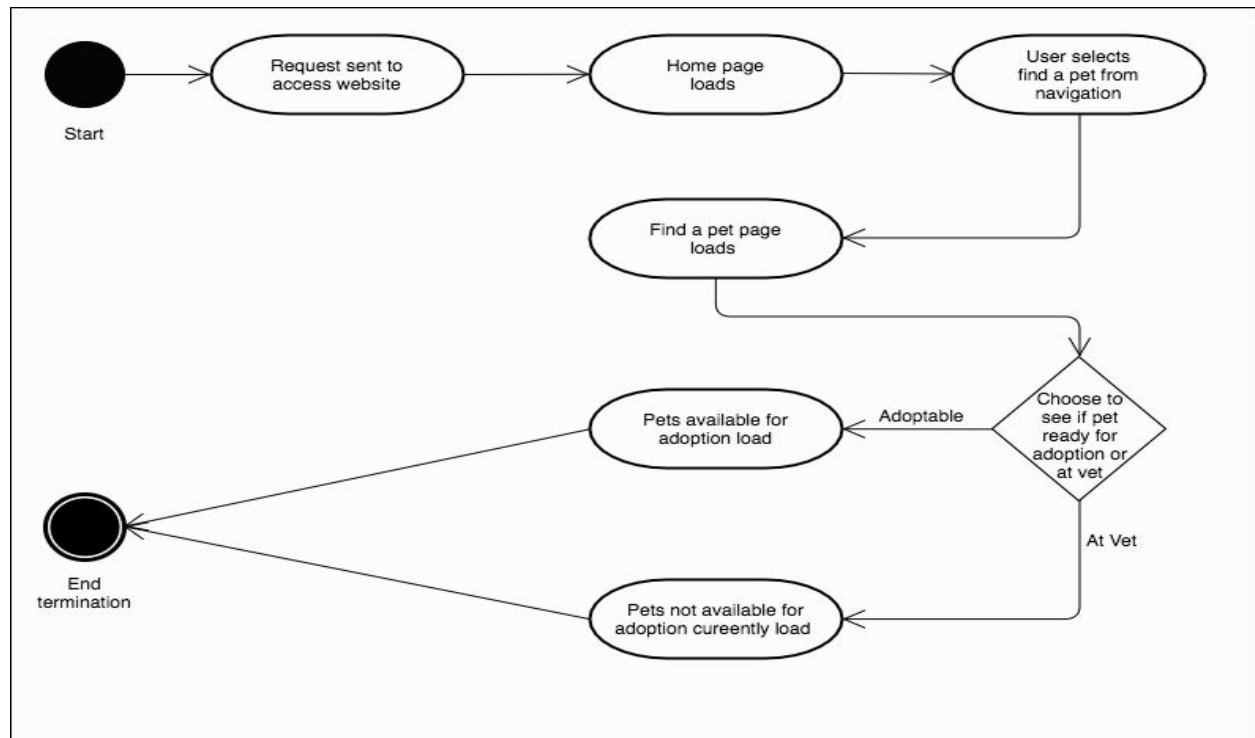 Request sent to
access website
Home page
loads
User selects
find a pet from
navigation
Start
Find a pet page
loads
Choose to
see if pet
ready for
adoption or
at vet
Adoptable
Pets available for
adoption load
At Vet
Pets not available for
adoption cureently load
End
termination